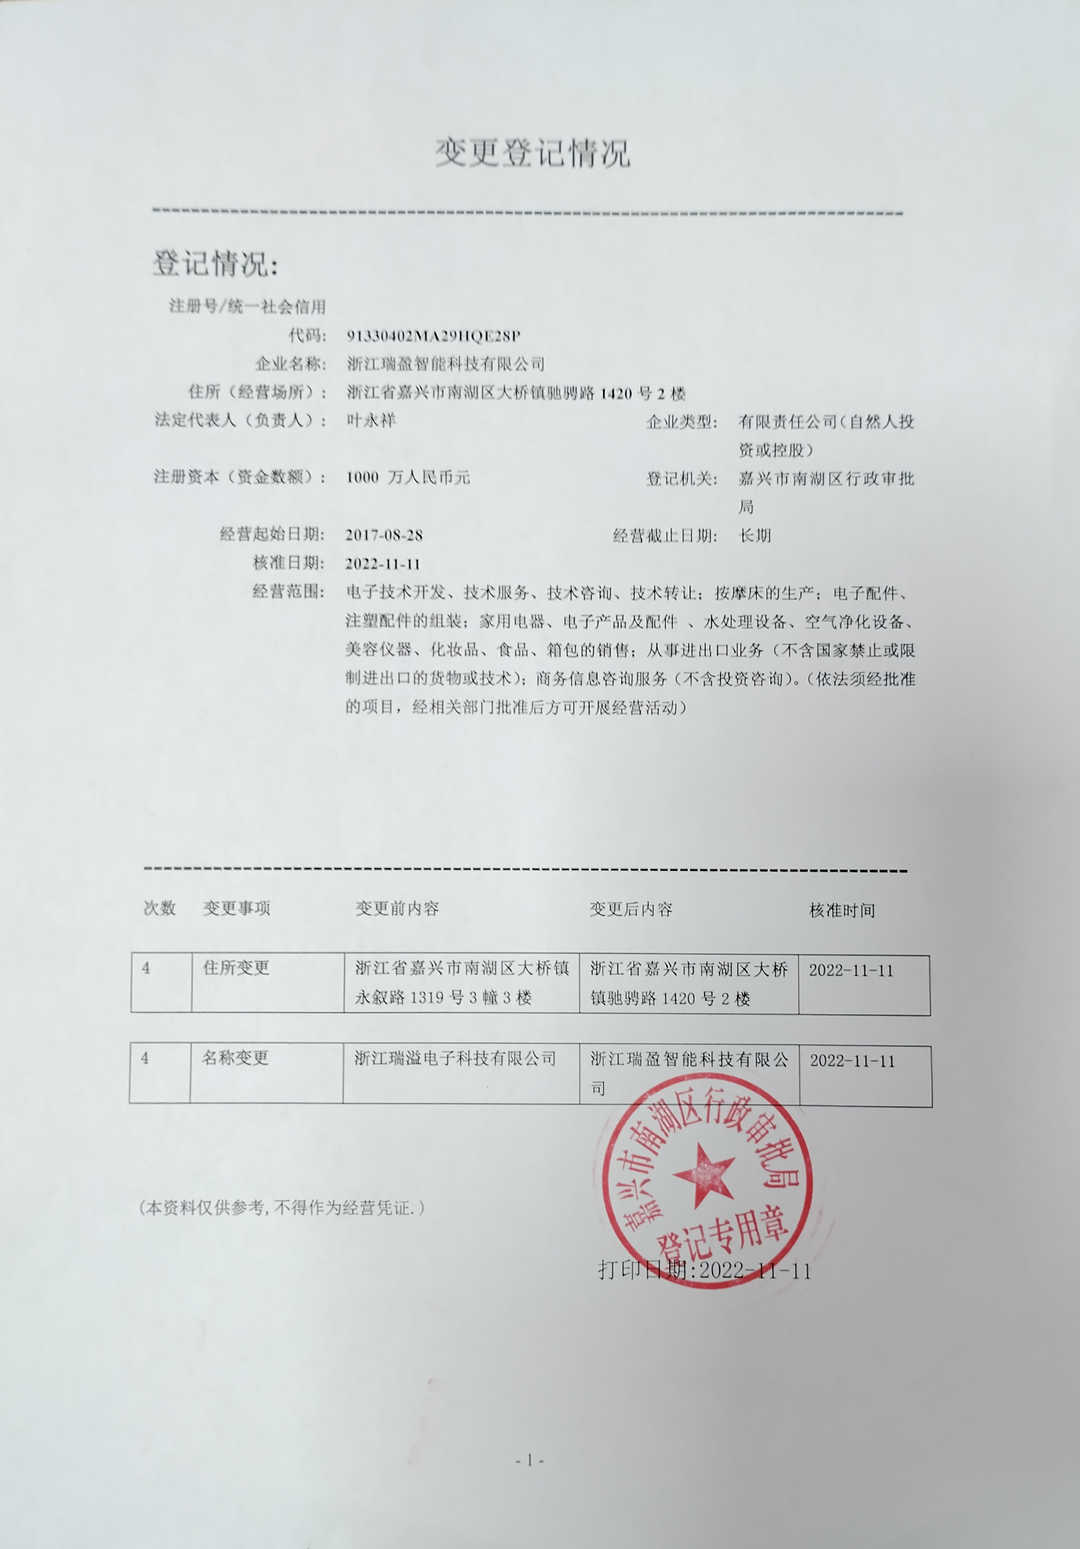 变更登记情况
登记情况:
注册号/统一社会信用
代码: 91330402MA29HQE28P
企业名称: 浙江瑞盈智能科技有限公司
住所（经营场所）: 浙江省嘉兴市南湖区大桥镇驰骋路 1420 号 2 楼
法定代表人（负责人）: 叶永祥 企业类型: 有限责任公司（自然人投
资或控股）
注册资本（资金数额）: 1000 万人民币元 登记机关: 嘉兴市南湖区行政审批
局
经营起始日期: 2017-08-28 经营截止日期: 长期
核准日期: 2022-11-11
经营范围: 电子技术开发、技术服务、技术咨询、技术转让；按摩床的生产；电子配件、
注塑配件的组装；家用电器、电子产品及配件 、水处理设备、空气净化设备、
美容仪器、化妆品、食品、箱包的销售；从事进出口业务（不含国家禁止或限
制进出口的货物或技术）；商务信息咨询服务（不含投资咨询）。（依法须经批准
的项目，经相关部门批准后方可开展经营活动）
次数 变更事项 变更前内容 变更后内容 核准时间
4 住所变更 浙江省嘉兴市南湖区大桥镇 浙江省嘉兴市南湖区大桥 2022-11-11
永叙路 1319 号 3 幢 3 楼 镇驰骋路 1420 号 2 楼
4 名称变更 浙江瑞溢电子科技有限公司 浙江瑞盈智能科技有限公 2022-11-11
司
嘉兴市南湖区行政审批局
登记专用章
(本资料仅供参考,不得作为经营凭证.)
打印日期:2022-11-11
- 1 -